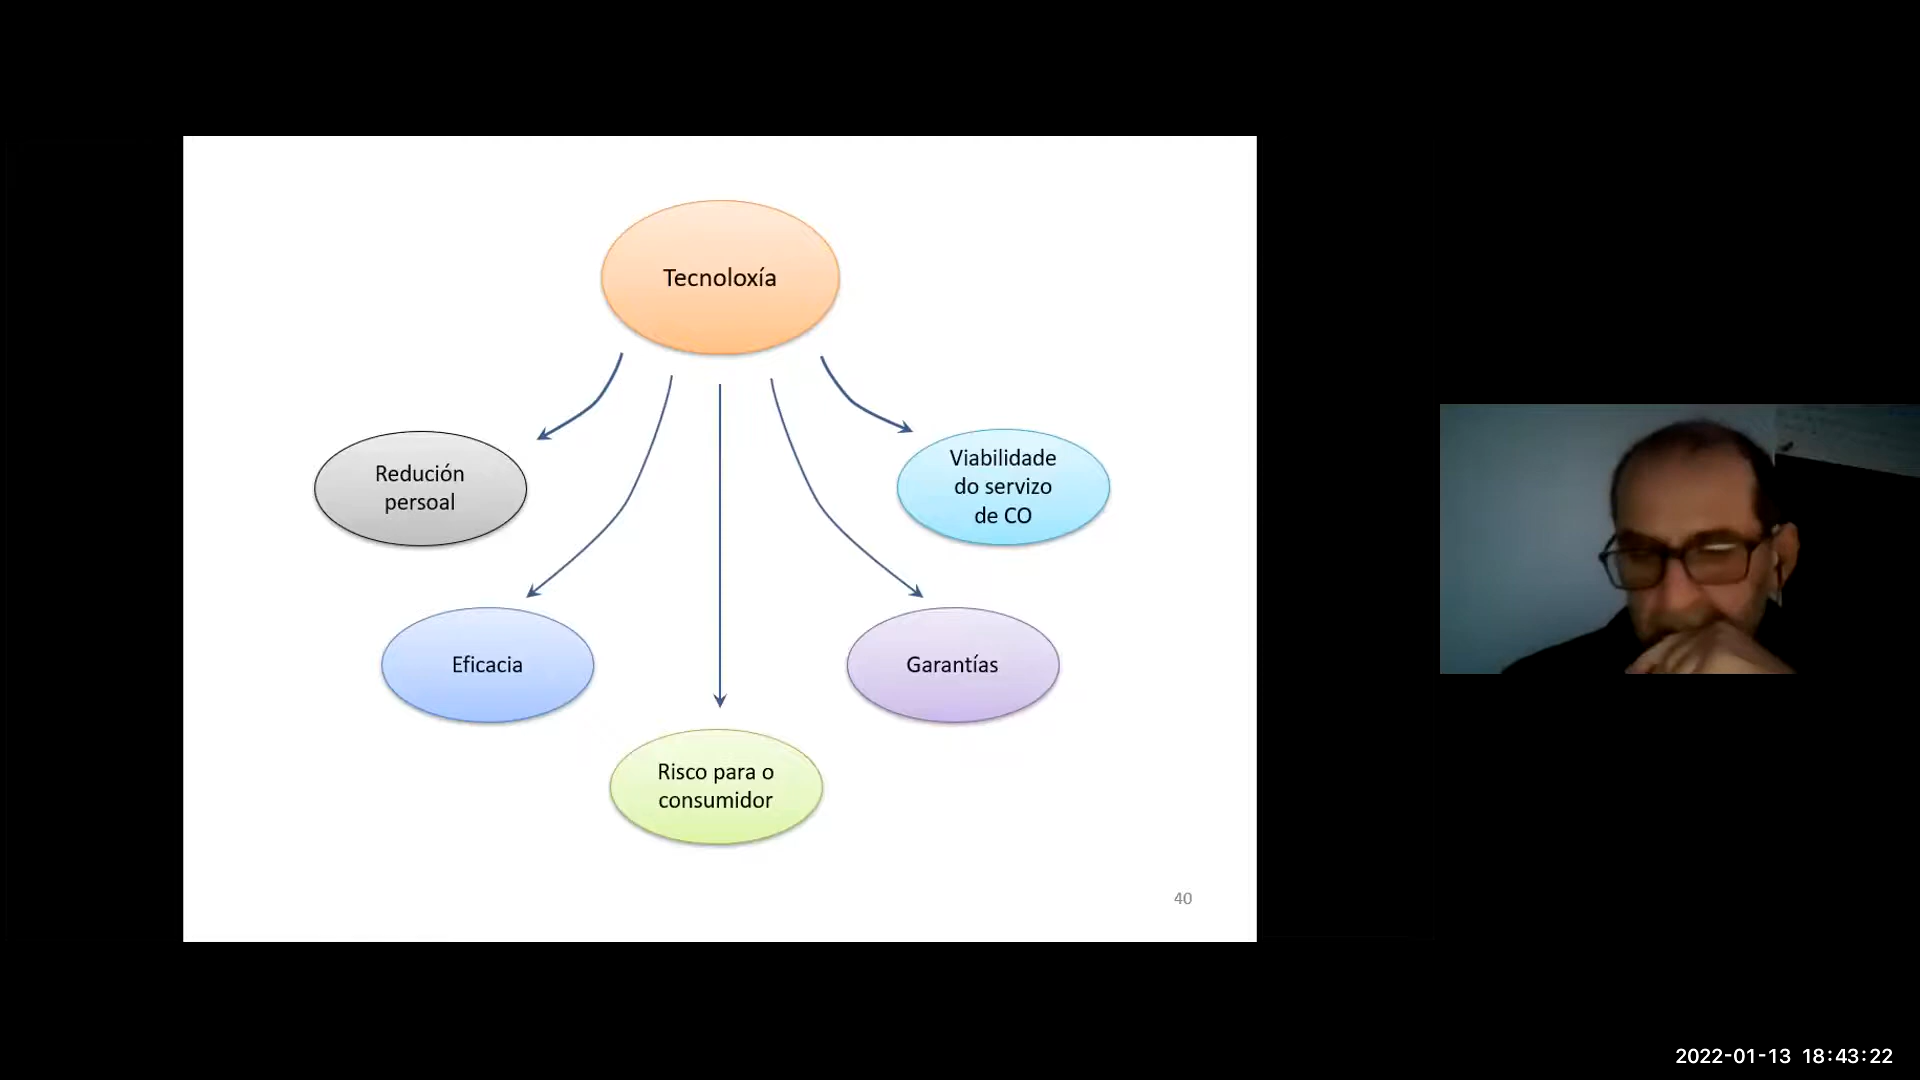 Tecnoloxía
Redución
persoal
Viabilidade
do servizo
de CO
Eficacia
Garantías
Risco para o
consumidor
40
2022-01-13 18:43:22